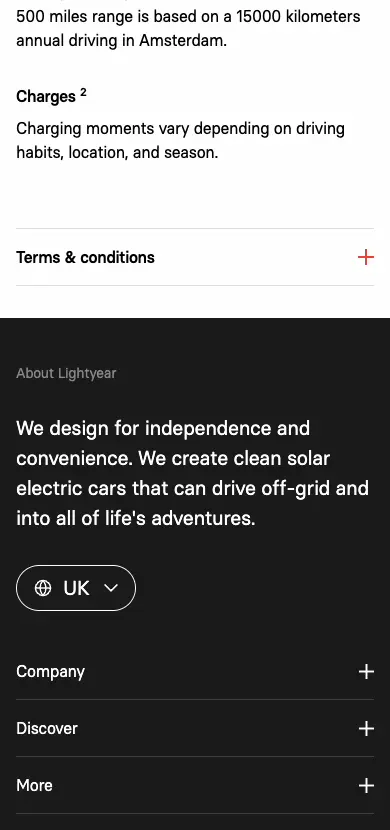 500 miles range is based on a 15000 kilometers
annual driving in Amsterdam.
Charges 2
Charging moments vary depending on driving
habits, location, and season.
Terms & conditions
About Lightyear
We design for independence and
convenience. We create clean solar
electric cars that can drive off-grid and
into all of life's adventures.
UK
Company
Discover
More